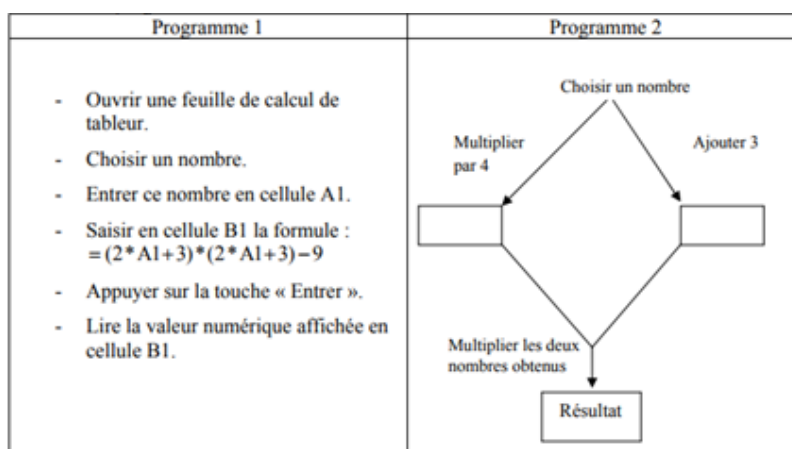 Programme 1
- Ouvrir une feuille de calcul de
tableur.
- Choisir un nombre.
- Entrer ce nombre en cellule A1.
- Saisir en cellule B1 la formule :
=(2*A1+3)*(2*A1+3)−9
- Appuyer sur la touche « Entrer ».
- Lire la valeur numérique affichée en
cellule B1.
Programme 2
Choisir un nombre
Multiplier
par 4
Ajouter 3
Multiplier les deux
nombres obtenus
Résultat